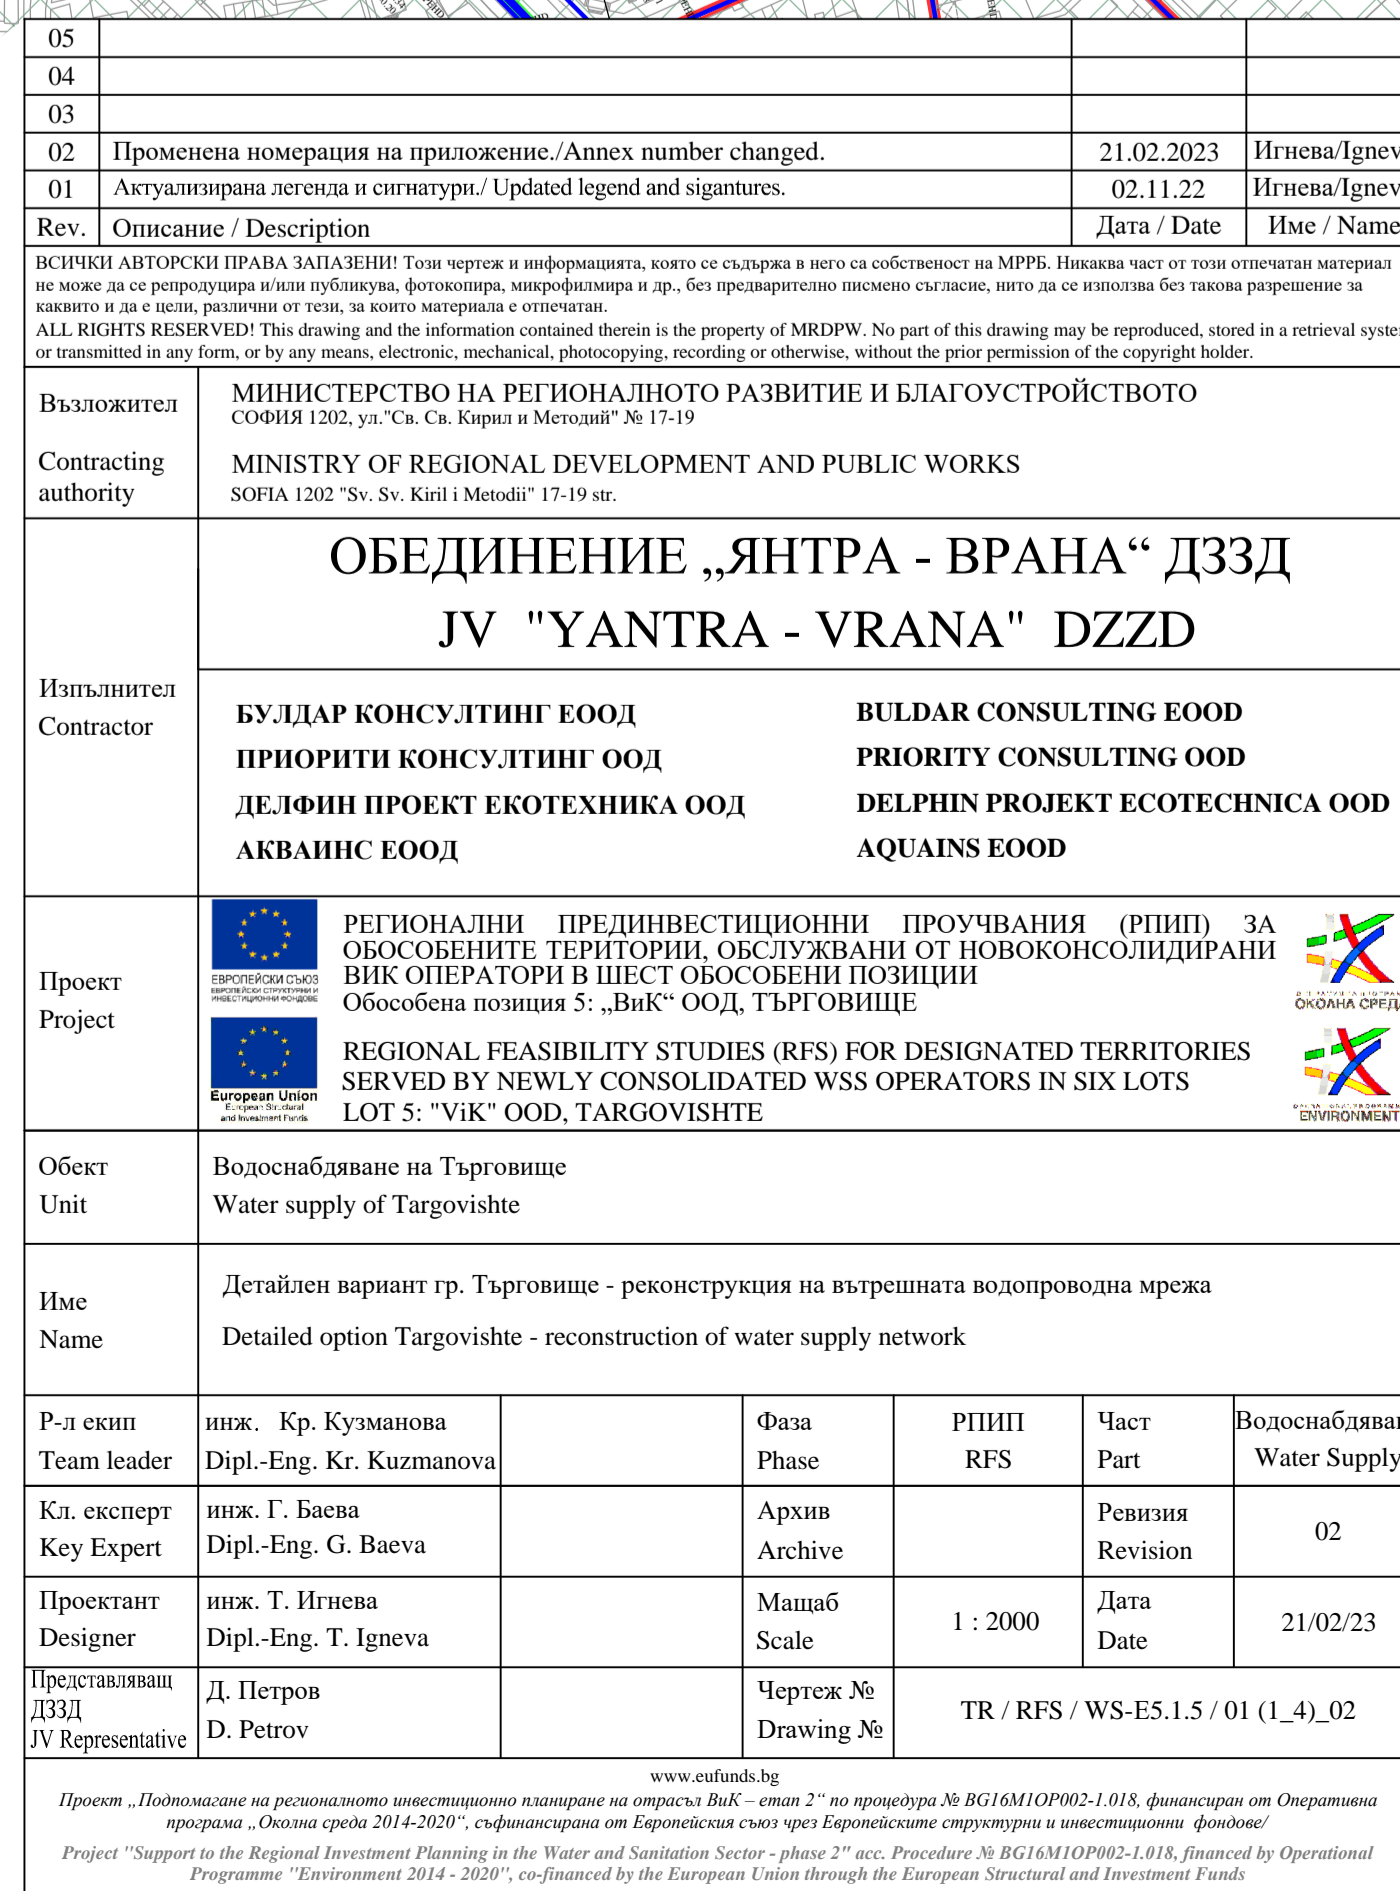 05
04
03
02 Променена номерация на приложение./Annex number changed. 21.02.2023 Игнева/Ignev
01 Актуализирана легенда и сигнатури./ Updated legend and sigantures. 02.11.22 Игнева/Ignev
Rev. Описание / Description Дата / Date Име / Name
ВСИЧКИ АВТОРСКИ ПРАВА ЗАПАЗЕНИ! Този чертеж и информацията, която се съдържа в него са собственост на МРРБ. Никаква част от този отпечатан материал
не може да се репродуцира и/или публикува, фотокопира, микрофилмира и др., без предварително писмено съгласие, нито да се използва без такова разрешение за
каквито и да е цели, различни от тези, за които материала е отпечатан.
ALL RIGHTS RESERVED! This drawing and the information contained therein is the property of MRDPW. No part of this drawing may be reproduced, stored in a retrieval syste
or transmitted in any form, or by any means, electronic, mechanical, photocopying, recording or otherwise, without the prior permission of the copyright holder.
Възложител
Contracting
authority
МИНИСТЕРСТВО НА РЕГИОНАЛНОТО РАЗВИТИЕ И БЛАГОУСТРОЙСТВОТО
СОФИЯ 1202, ул."Св. Св. Кирил и Методий" № 17-19
MINISTRY OF REGIONAL DEVELOPMENT AND PUBLIC WORKS
SOFIA 1202 "Sv. Sv. Kiril i Metodii" 17-19 str.
Изпълнител
Contractor
ОБЕДИНЕНИЕ „ЯНТРА - ВРАНА“ ДЗЗД
JV "YANTRA - VRANA" DZZD
БУЛДАР КОНСУЛТИНГ ЕООД BULDAR CONSULTING EOOD
ПРИОРИТИ КОНСУЛТИНГ ООД PRIORITY CONSULTING OOD
ДЕЛФИН ПРОЕКТ ЕКОТЕХНИКА ООД DELPHIN PROJEKT ECOTECHNICA OOD
АКВАИНС ЕООД AQUAINS EOOD
Проект
Project
ЕВРОПЕЙСКИ СЪЮЗ
ЕВРОПЕЙСКИ СТРУКТУРНИ И
ИНВЕСТИЦИОННИ ФОНДОВЕ
РЕГИОНАЛНИ ПРЕДИНВЕСТИЦИОННИ ПРОУЧВАНИЯ (РПИП) ЗА
ОБОСОБЕНИТЕ ТЕРИТОРИИ, ОБСЛУЖВАНИ ОТ НОВОКОНСОЛИДИРАНИ
ВИК ОПЕРАТОРИ В ШЕСТ ОБОСОБЕНИ ПОЗИЦИИ
Обособена позиция 5: „ВиК“ ООД, ТЪРГОВИЩЕ
ОКОЛНА СРЕДА
European Union
European Structural
and Investment Funds
REGIONAL FEASIBILITY STUDIES (RFS) FOR DESIGNATED TERRITORIES
SERVED BY NEWLY CONSOLIDATED WSS OPERATORS IN SIX LOTS
LOT 5: "ViK" OOD, TARGOVISHTE
ENVIRONMENT
Обект
Unit
Водоснабдяване на Търговище
Water supply of Targovishte
Име
Name
Детайлен вариант гр. Търговище - реконструкция на вътрешната водопроводна мрежа
Detailed option Targovishte - reconstruction of water supply network
Р-л екип инж. Кр. Кузманова Фаза РПИП Част Водоснабдяван
Team leader Dipl.-Eng. Kr. Kuzmanova Phase RFS Part Water Supply
Кл. експерт инж. Г. Баева Архив Ревизия 02
Key Expert Dipl.-Eng. G. Baeva Archive Revision
Проектант инж. Т. Игнева Мащаб 1 : 2000 Дата 21/02/23
Designer Dipl.-Eng. T. Igneva Scale Date
Представляващ
ДЗЗД
JV Representative
Д. Петров
D. Petrov
Чертеж №
Drawing №
TR / RFS / WS-E5.1.5 / 01 (1_4)_02
www.eufunds.bg
Проект „Подпомагане на регионалното инвестиционно планиране на отрасъл ВиК – етап 2“ по процедура № BG16M1OP002-1.018, финансиран от Оперативна
програма „Околна среда 2014-2020“, съфинансирана от Европейския съюз чрез Европейските структурни и инвестиционни фондове/
Project "Support to the Regional Investment Planning in the Water and Sanitation Sector - phase 2" acc. Procedure № BG16M1OP002-1.018, financed by Operational
Programme "Environment 2014 - 2020", co-financed by the European Union through the European Structural and Investment Funds